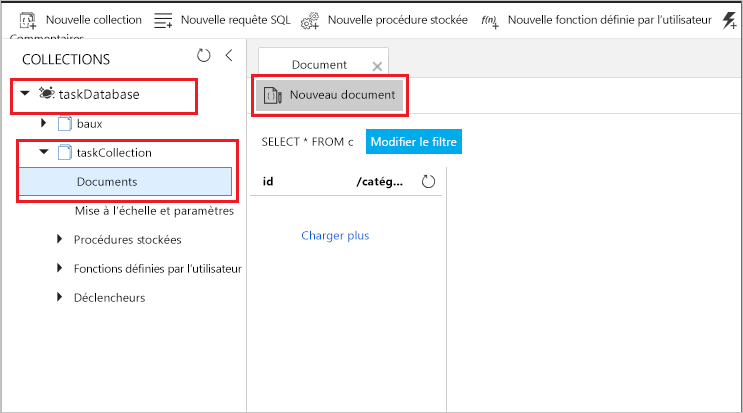 Nouvelle collection
Nouvelle requête SQL
Nouvelle procédure stockée
Nouvelle fonction définie par l'utilisateur
Commentaires
COLLECTIONS
taskDatabase
baux
taskCollection
Documents
Mise à l'échelle et paramètres
Procédures stockées
Fonctions définies par l'utilisateur
Déclencheurs
Document
Nouveau document
SELECT * FROM c
Modifier le filtre
id
/catég...
Charger plus